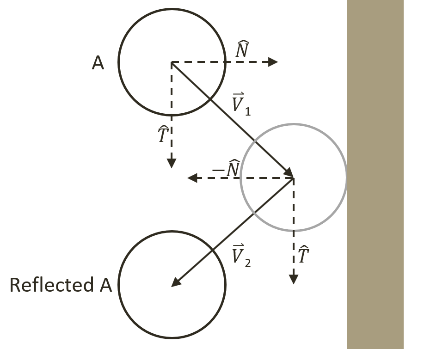 A
N̂
V⃗₁
T̂
−N̂
V⃗₂
T̂
Reflected A